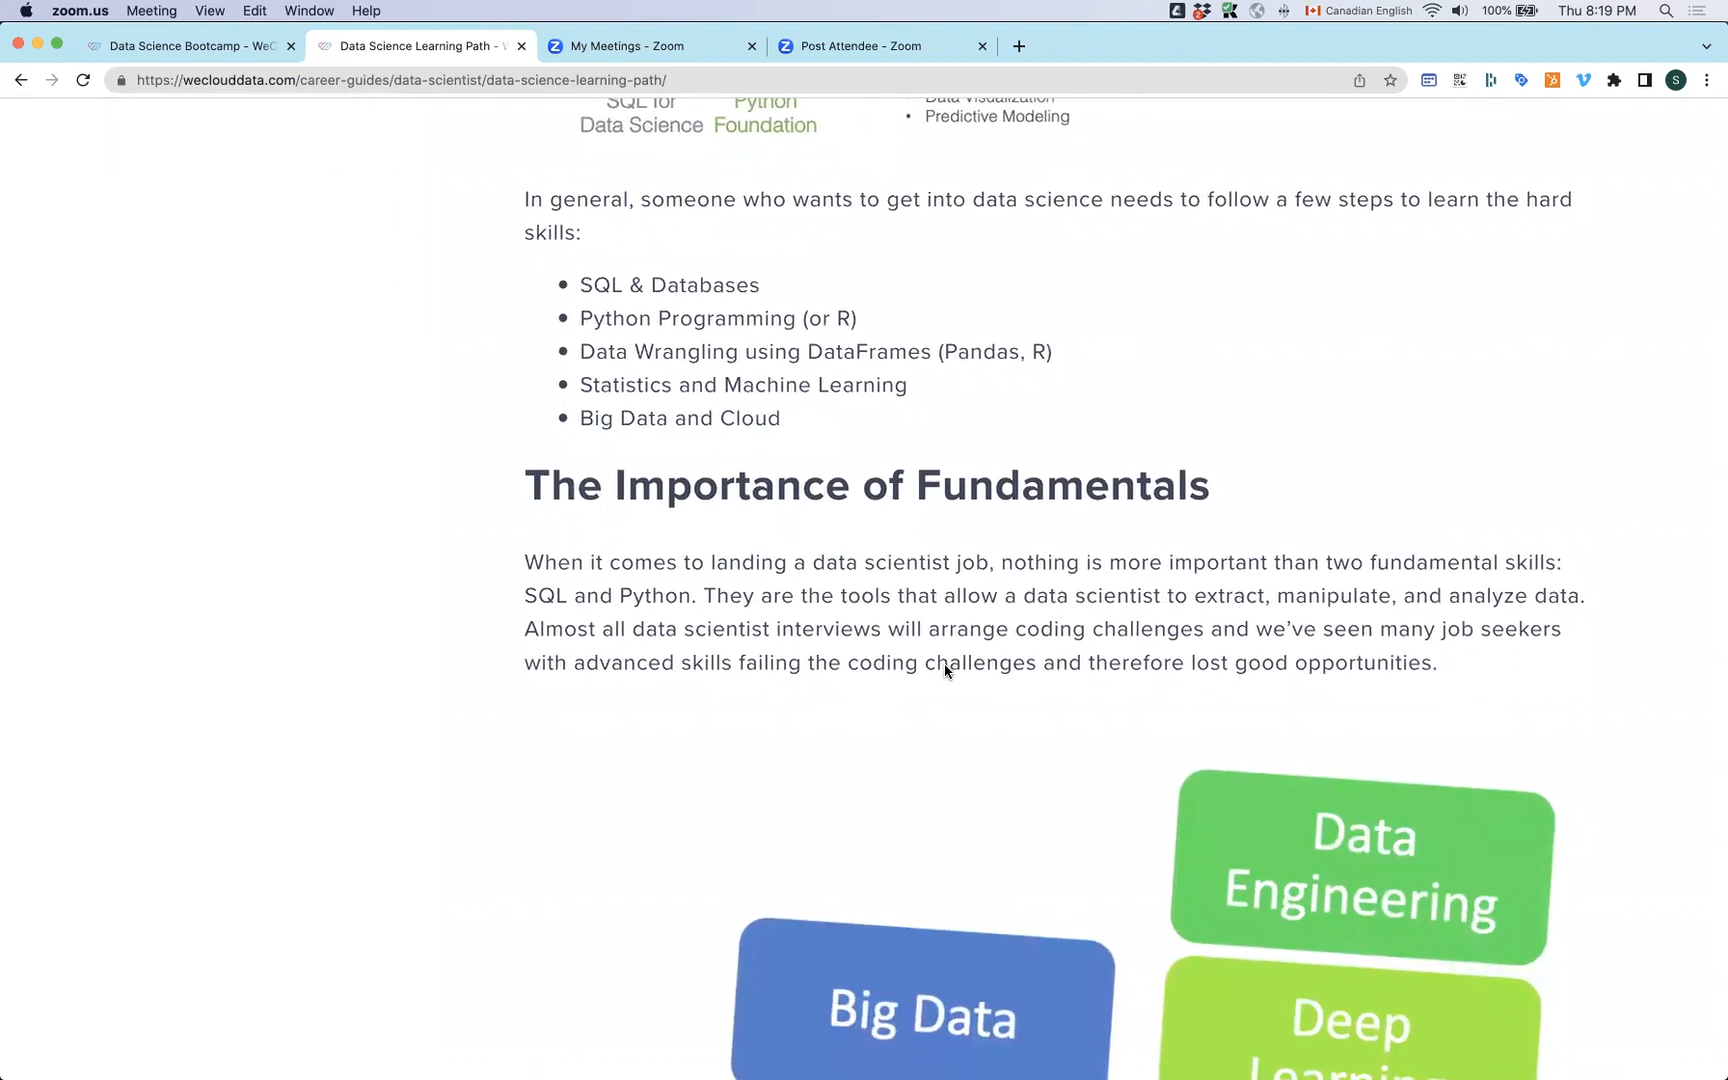 zoom.us Meeting View Edit Window Help
2
Canadian English 100% Thu 8:19 PM
Data Science Bootcamp - WeC
Data Science Learning Path - W
My Meetings - Zoom
Post Attendee - Zoom
https://weclouddata.com/career-guides/data-scientist/data-science-learning-path/
S
SQL for
Data Science
Python
Foundation
• Data Visualization
• Predictive Modeling
In general, someone who wants to get into data science needs to follow a few steps to learn the hard
skills:
• SQL & Databases
• Python Programming (or R)
• Data Wrangling using DataFrames (Pandas, R)
• Statistics and Machine Learning
• Big Data and Cloud
The Importance of Fundamentals
When it comes to landing a data scientist job, nothing is more important than two fundamental skills:
SQL and Python. They are the tools that allow a data scientist to extract, manipulate, and analyze data.
Almost all data scientist interviews will arrange coding challenges and we've seen many job seekers
with advanced skills failing the coding challenges and therefore lost good opportunities.
Data
Engineering
Big Data
Deep
Learning